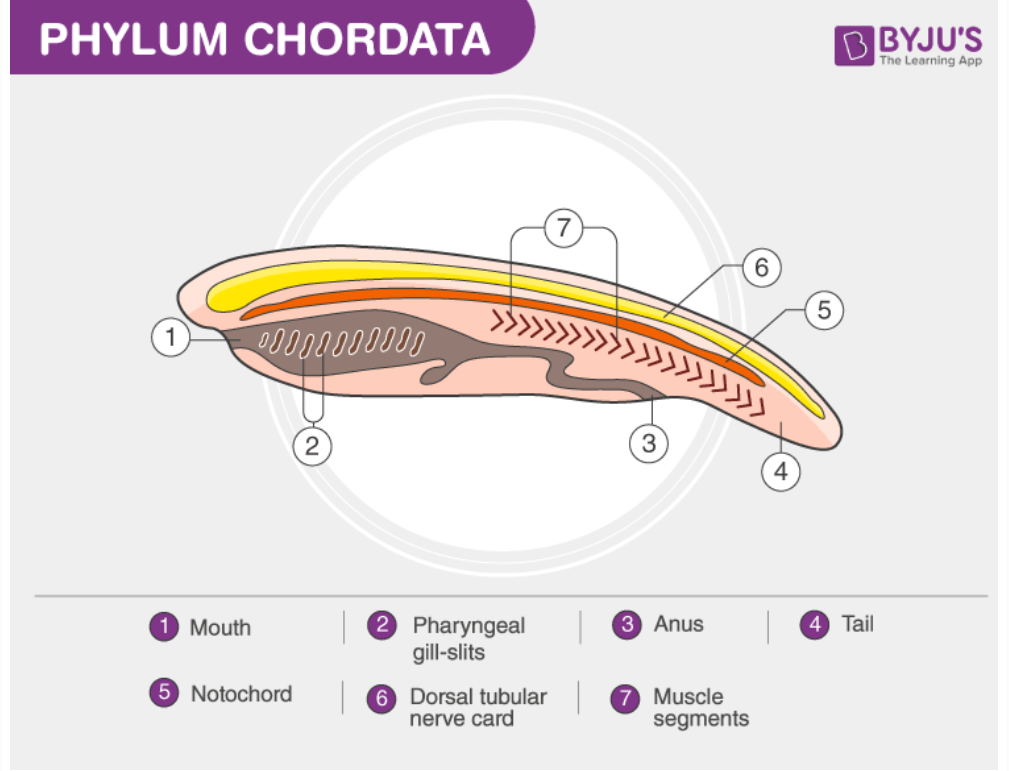 PHYLUM CHORDATA
BYJU'S
The Learning App
7
6
5
1
2
3
4
1 Mouth
2 Pharyngeal
gill-slits
3 Anus
4 Tail
5 Notochord
6 Dorsal tubular
nerve card
7 Muscle
segments